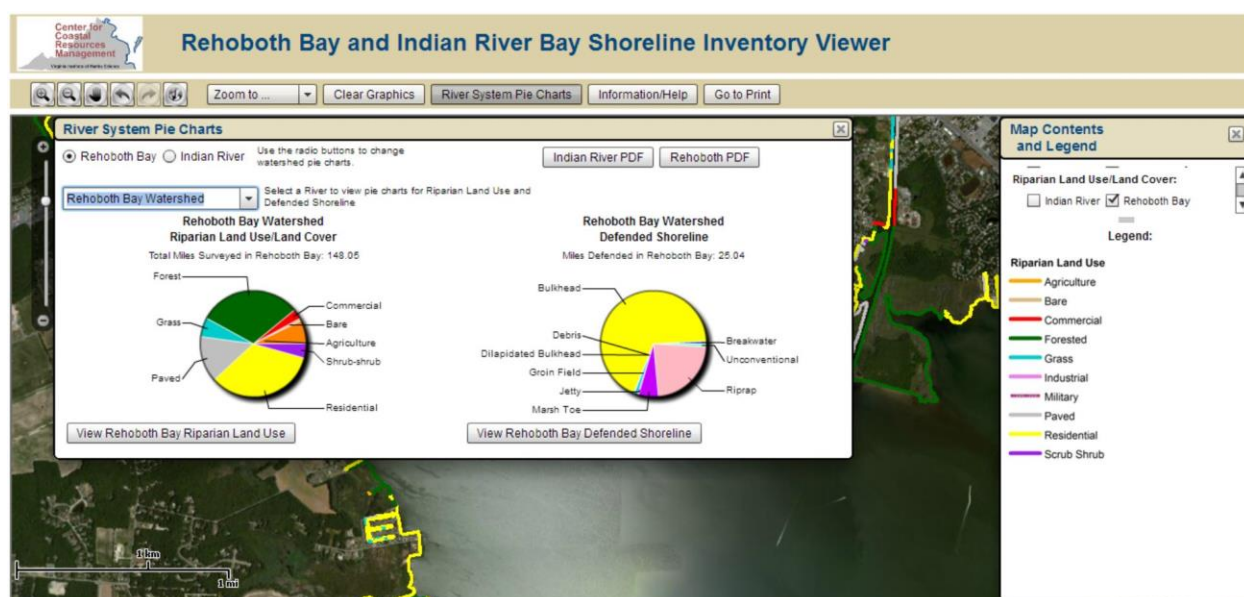 Center for
Coastal
Resources
Management
Rehoboth Bay and Indian River Bay Shoreline Inventory Viewer
Zoom to ...
Clear Graphics
River System Pie Charts
Information/Help
Go to Print
River System Pie Charts
Rehoboth Bay
Indian River
Use the radio buttons to change
watershed pie charts.
Indian River PDF
Rehoboth PDF
Rehoboth Bay Watershed
Select a River to view pie charts for Riparian Land Use and
Defended Shoreline
Rehoboth Bay Watershed
Riparian Land Use/Land Cover
Total Miles Surveyed in Rehoboth Bay: 148.05
Forest
Commercial
Grass
Bare
Agriculture
Shrub-shrub
Paved
Residential
View Rehoboth Bay Riparian Land Use
Rehoboth Bay Watershed
Defended Shoreline
Miles Defended in Rehoboth Bay: 25.04
Bulkhead
Debris
Breakwater
Dilapidated Bulkhead
Unconventional
Groin Field
Jetty
Riprap
Marsh Toe
View Rehoboth Bay Defended Shoreline
Map Contents
and Legend
Riparian Land Use/Land Cover:
Indian River
Rehoboth Bay
Legend:
Riparian Land Use
Agriculture
Bare
Commercial
Forested
Grass
Industrial
Military
Paved
Residential
Scrub Shrub
1 km
1 mi